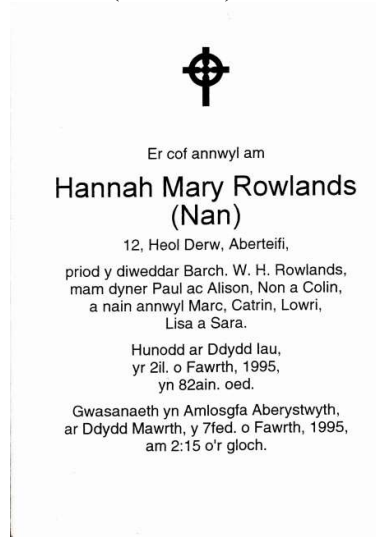 Er cof annwyl am
Hannah Mary Rowlands
(Nan)
12, Heol Derw, Aberteifi,
priod y diweddar Barch. W. H. Rowlands,
mam dyner Paul ac Alison, Non a Colin,
a nain annwyl Marc, Catrin, Lowri,
Lisa a Sara.
Hunodd ar Ddydd Iau,
yr 2il. o Fawrth, 1995,
yn 82ain. oed.
Gwasanaeth yn Amlosgfa Aberystwyth,
ar Ddydd Mawrth, y 7fed. o Fawrth, 1995,
am 2:15 o'r gloch.